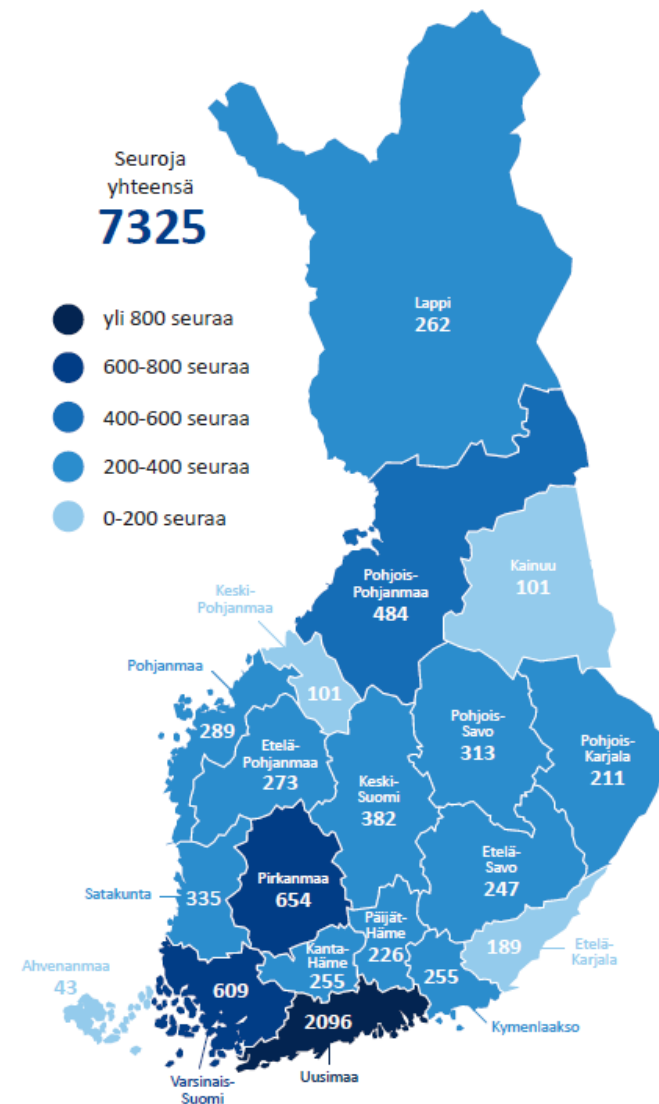 Seuroja
yhteensä
7325
yli 800 seuraa
600-800 seuraa
400-600 seuraa
200-400 seuraa
0-200 seuraa
Lappi
262
Pohjois-
Pohjanmaa
484
Kainuu
101
Keski-
Pohjanmaa
101
Pohjanmaa
289
Etelä-
Pohjanmaa
273
Keski-
Suomi
382
Pohjois-
Savo
313
Pohjois-
Karjala
211
Etelä-
Savo
247
Pirkanmaa
654
Satakunta
335
Päijät-
Häme
226
Kanta-
Häme
255
255
Kymenlaakso
189
Etelä-
Karjala
Ahvenanmaa
43
609
Varsinais-
Suomi
2096
Uusimaa